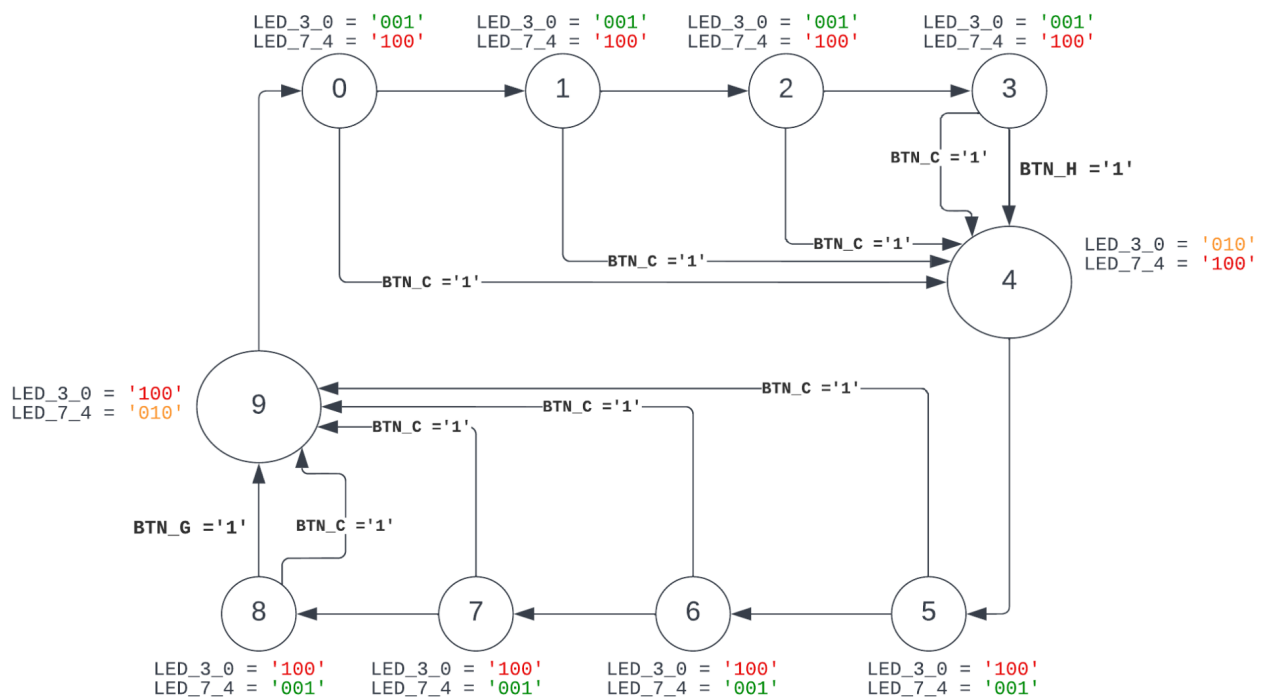 LED_3_0 = '001'
LED_7_4 = '100'
LED_3_0 = '001'
LED_7_4 = '100'
LED_3_0 = '001'
LED_7_4 = '100'
LED_3_0 = '001'
LED_7_4 = '100'
0
1
2
3
BTN_C ='1'
BTN_H ='1'
BTN_C ='1'
BTN_C ='1'
BTN_C ='1'
4
LED_3_0 = '010'
LED_7_4 = '100'
LED_3_0 = '100'
LED_7_4 = '010'
9
BTN_C ='1'
BTN_C ='1'
BTN_C ='1'
BTN_G ='1'
BTN_C ='1'
8
7
6
5
LED_3_0 = '100'
LED_7_4 = '001'
LED_3_0 = '100'
LED_7_4 = '001'
LED_3_0 = '100'
LED_7_4 = '001'
LED_3_0 = '100'
LED_7_4 = '001'